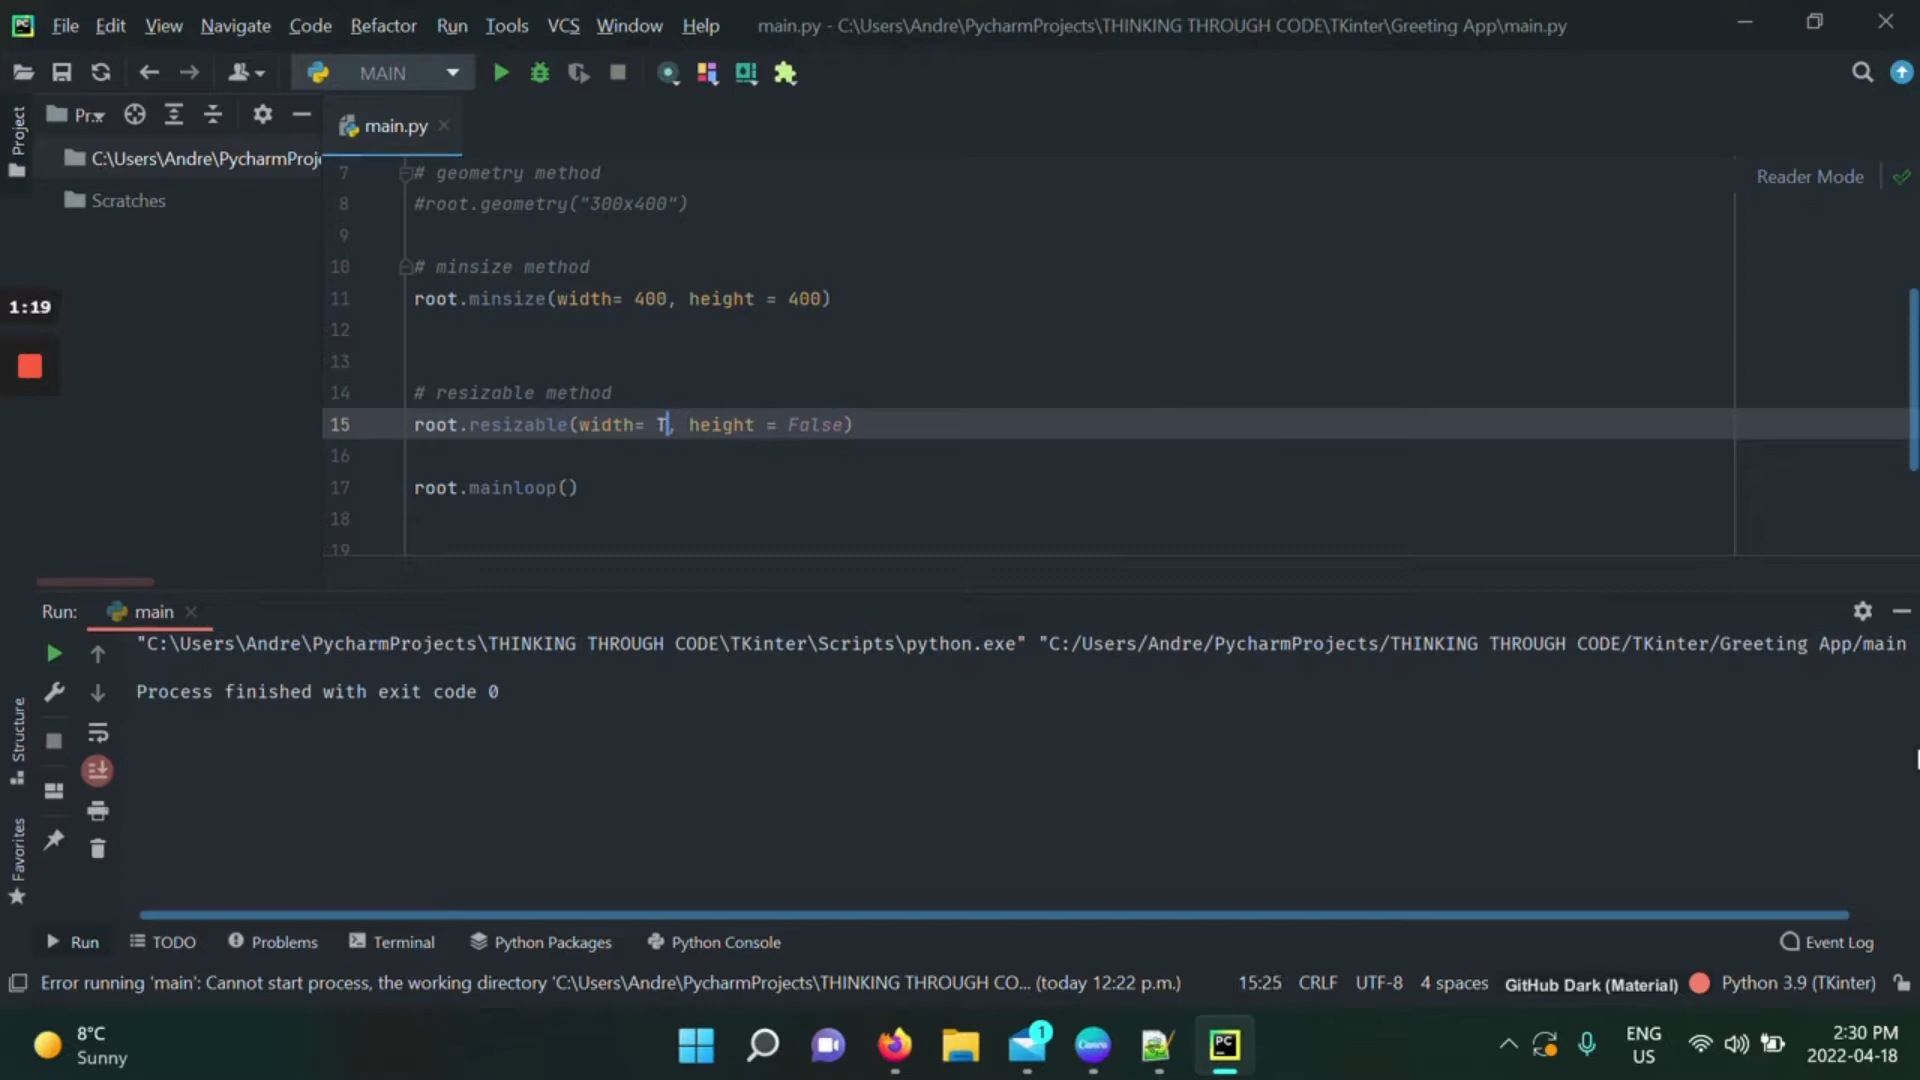 File Edit View Navigate Code Refactor Run Tools VCS Window Help main.py - C:\Users\Andre\PycharmProjects\THINKING THROUGH CODE\TKinter\Greeting App\main.py
MAIN
Project
Pr...
main.py
C:\Users\Andre\PycharmProje
Scratches
Reader Mode
7 # geometry method
8 #root.geometry("300x400")
9
10 # minsize method
11 root.minsize(width= 400, height = 400)
12
13
14 # resizable method
15 root.resizable(width= T, height = False)
16
17 root.mainloop()
18
19
1:19
Run: main
"C:\Users\Andre\PycharmProjects\THINKING THROUGH CODE\TKinter\Scripts\python.exe" "C:/Users/Andre/PycharmProjects/THINKING THROUGH CODE/TKinter/Greeting App/main
Process finished with exit code 0
Structure
Favorites
Run TODO Problems Terminal Python Packages Python Console Event Log
Error running 'main': Cannot start process, the working directory 'C:\Users\Andre\PycharmProjects\THINKING THROUGH CO... (today 12:22 p.m.) 15:25 CRLF UTF-8 4 spaces GitHub Dark (Material) Python 3.9 (TKinter)
8°C
Sunny
1
Canva
PC
ENG
US
2:30 PM
2022-04-18